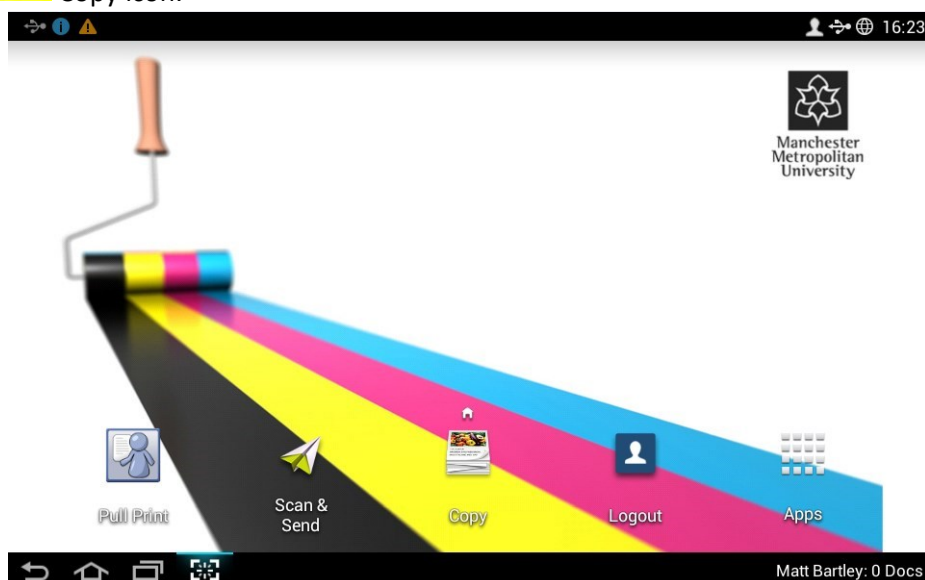 Copy icon.
16:23
Manchester
Metropolitan
University
Pull Print
Scan &
Send
Copy
Logout
Apps
Matt Bartley: 0 Docs